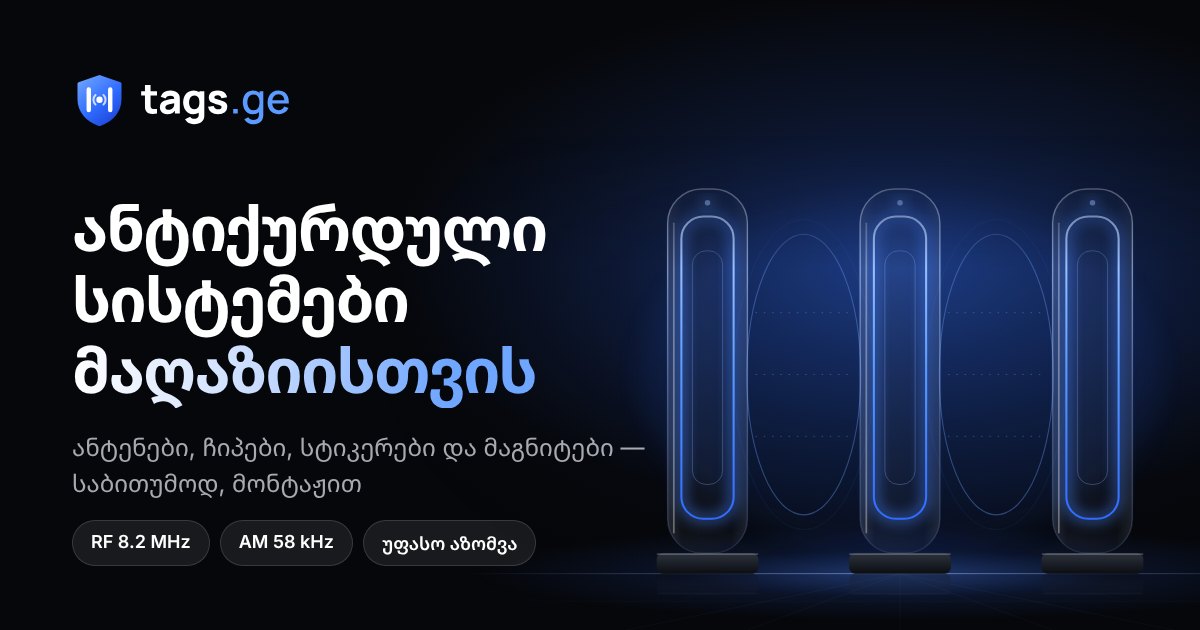 tags.ge
ანტიქურდული
სისტემები
მაღაზიისთვის
ანტენები, ჩიპები, სტიკერები და მაგნიტები —
საბითუმოდ, მონტაჟით
RF 8.2 MHz
AM 58 kHz
უფასო აზომვა